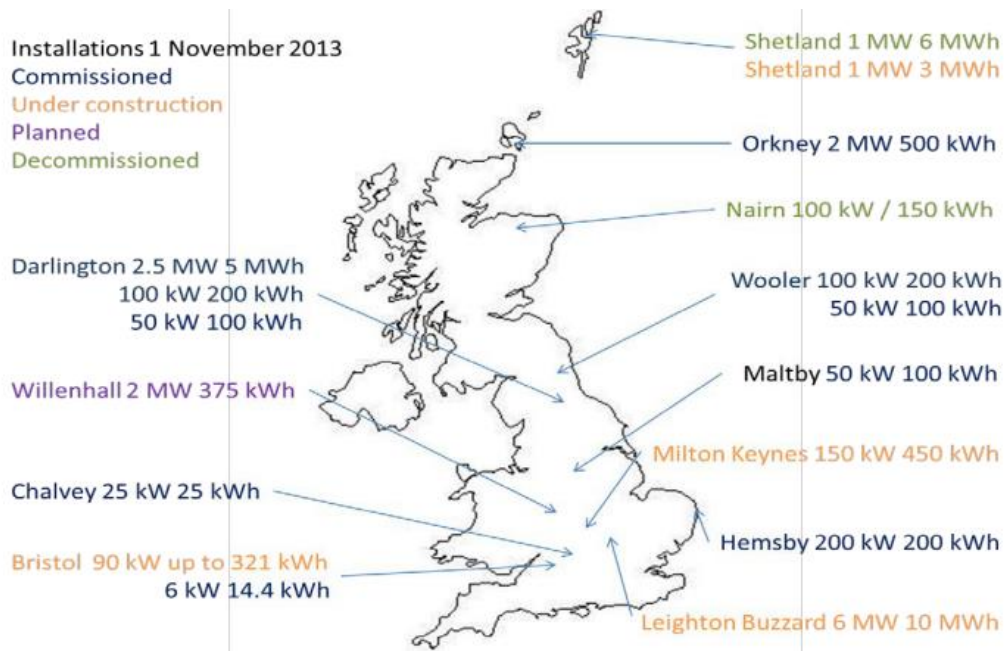 Installations 1 November 2013
Commissioned
Under construction
Planned
Decommissioned
Shetland 1 MW 6 MWh
Shetland 1 MW 3 MWh
Orkney 2 MW 500 kWh
Nairn 100 kW / 150 kWh
Darlington 2.5 MW 5 MWh
100 kW 200 kWh
50 kW 100 kWh
Wooler 100 kW 200 kWh
50 kW 100 kWh
Willenhall 2 MW 375 kWh
Maltby 50 kW 100 kWh
Milton Keynes 150 kW 450 kWh
Chalvey 25 kW 25 kWh
Hemsby 200 kW 200 kWh
Bristol 90 kW up to 321 kWh
6 kW 14.4 kWh
Leighton Buzzard 6 MW 10 MWh